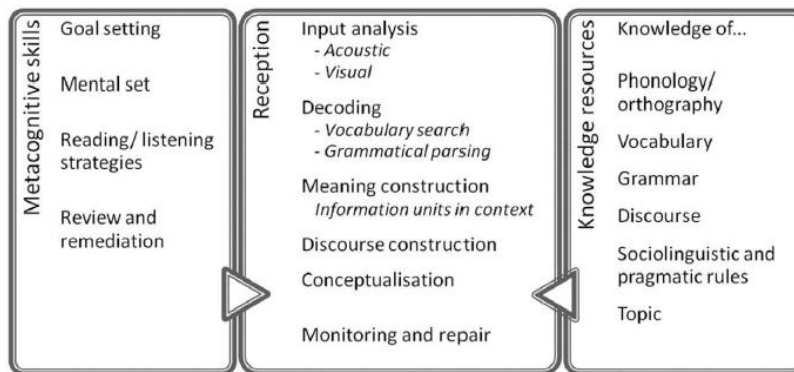 Metacognitive skills
Goal setting
Mental set
Reading/ listening
strategies
Review and
remediation
Reception
Input analysis
- Acoustic
- Visual
Decoding
- Vocabulary search
- Grammatical parsing
Meaning construction
Information units in context
Discourse construction
Conceptualisation
Monitoring and repair
Knowledge resources
Knowledge of...
Phonology/
orthography
Vocabulary
Grammar
Discourse
Sociolinguistic and
pragmatic rules
Topic